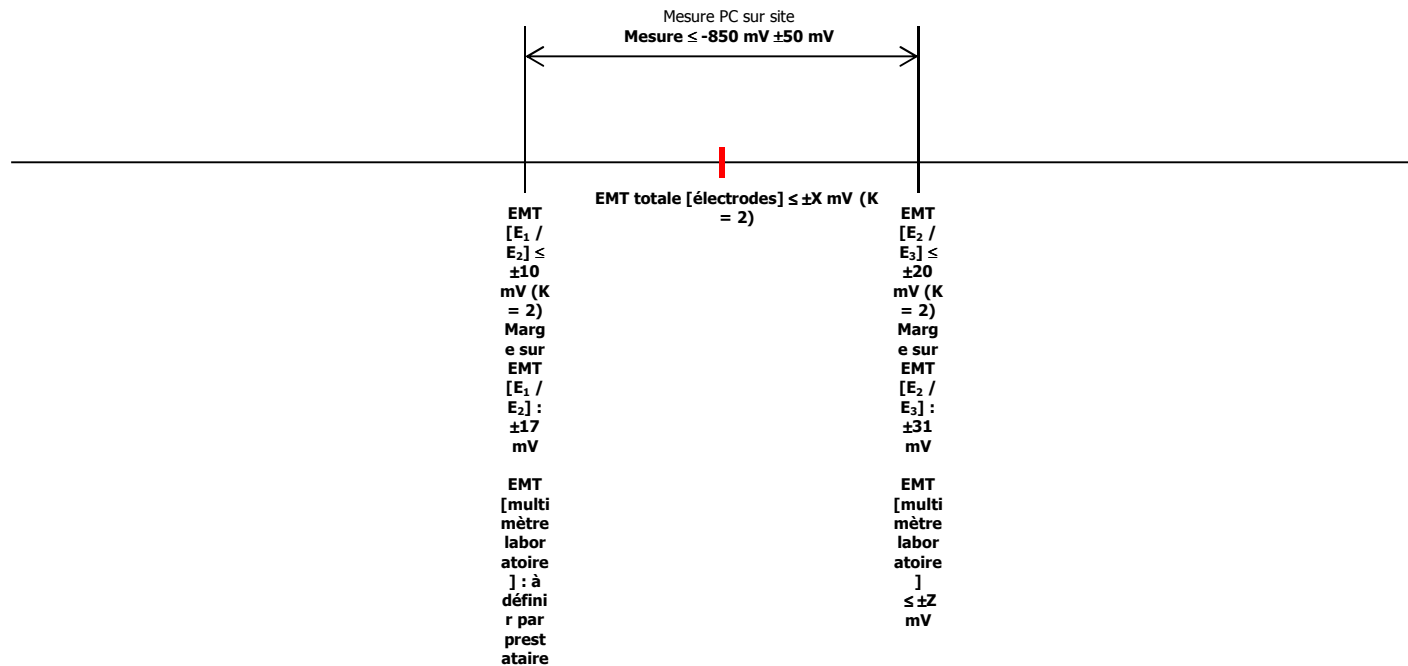 Mesure PC sur site
Mesure ≤ -850 mV ±50 mV
EMT totale [électrodes] ≤ ±X mV (K
= 2)
EMT
[E₁ /
E₂] ≤
±10
mV (K
= 2)
Marg
e sur
EMT
[E₁ /
E₂] :
±17
mV
EMT
[multi
mètre
labor
atoire
] : à
défini
r par
prest
ataire
EMT
[E₂ /
E₃] ≤
±20
mV (K
= 2)
Marg
e sur
EMT
[E₂ /
E₃] :
±31
mV
EMT
[multi
mètre
labor
atoire
]
≤ ±Z
mV